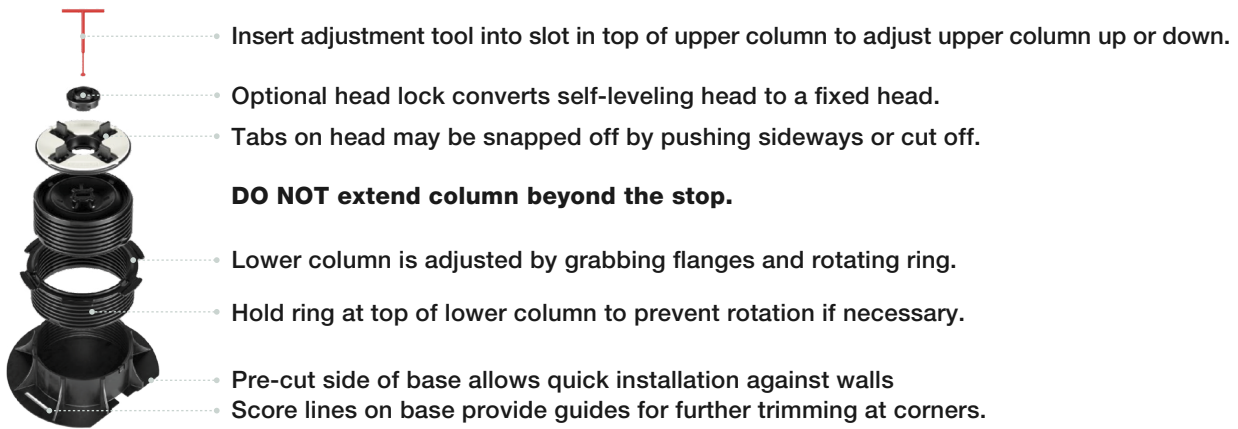 Insert adjustment tool into slot in top of upper column to adjust upper column up or down.
Optional head lock converts self-leveling head to a fixed head.
Tabs on head may be snapped off by pushing sideways or cut off.
DO NOT extend column beyond the stop.
Lower column is adjusted by grabbing flanges and rotating ring.
Hold ring at top of lower column to prevent rotation if necessary.
Pre-cut side of base allows quick installation against walls
Score lines on base provide guides for further trimming at corners.